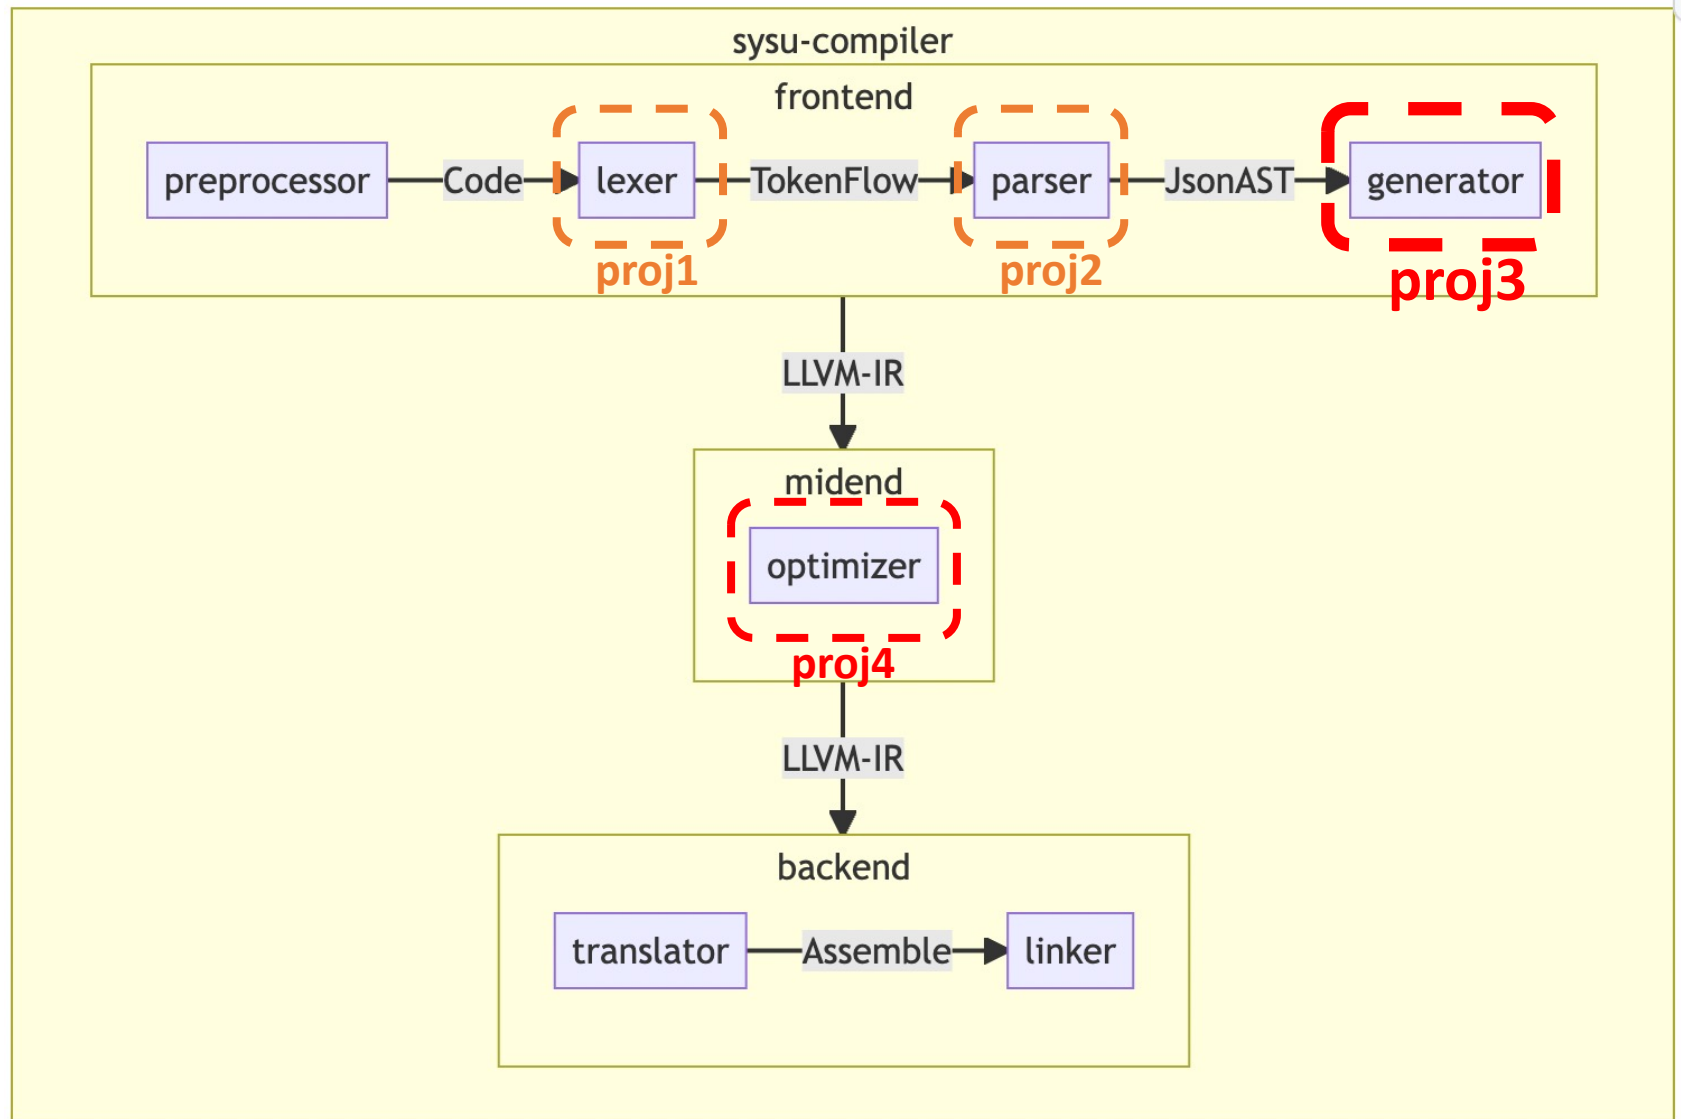 sysu-compiler
frontend
preprocessor Code lexer TokenFlow parser JsonAST generator
proj1 proj2 proj3
LLVM-IR
midend
optimizer
proj4
LLVM-IR
backend
translator Assemble linker